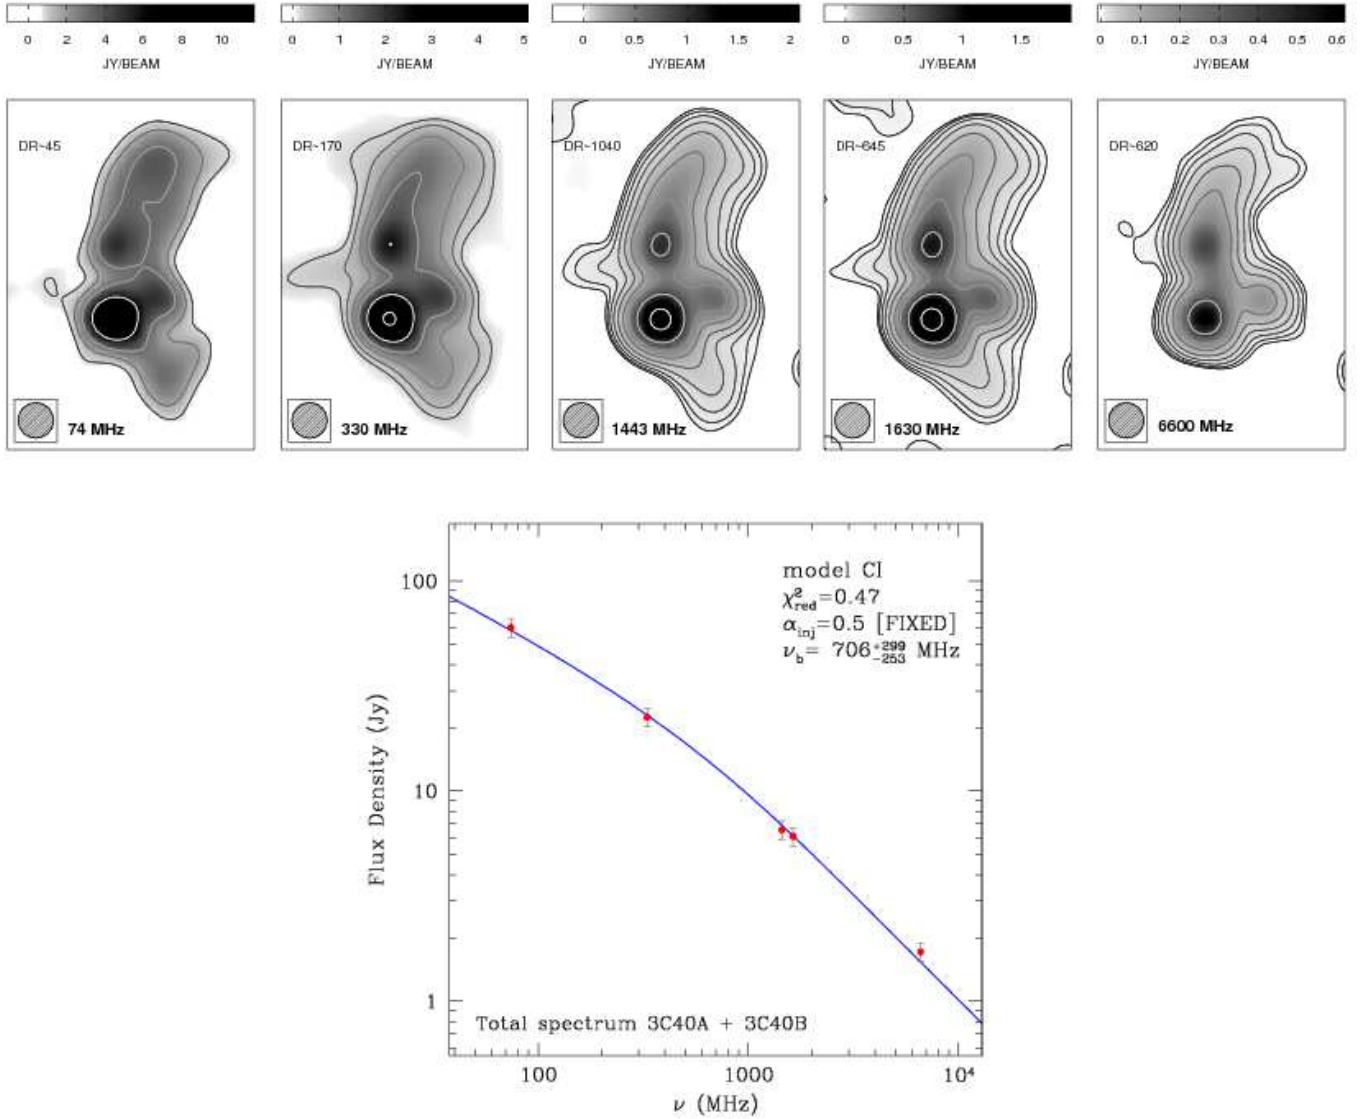 0 2 4 6 8 10
JY/BEAM
0 1 2 3 4 5
JY/BEAM
0 0.5 1 1.5 2
JY/BEAM
0 0.5 1 1.5
JY/BEAM
0 0.1 0.2 0.3 0.4 0.5 0.6
JY/BEAM
DR~45
74 MHz
DR~170
330 MHz
DR~1040
1443 MHz
DR~645
1630 MHz
DR~620
6600 MHz
model CI
χ²red=0.47
αinj=0.5 [FIXED]
νb= 706+299−253 MHz
Flux Density (Jy)
100
10
1
Total spectrum 3C40A + 3C40B
100 1000 10⁴
ν (MHz)